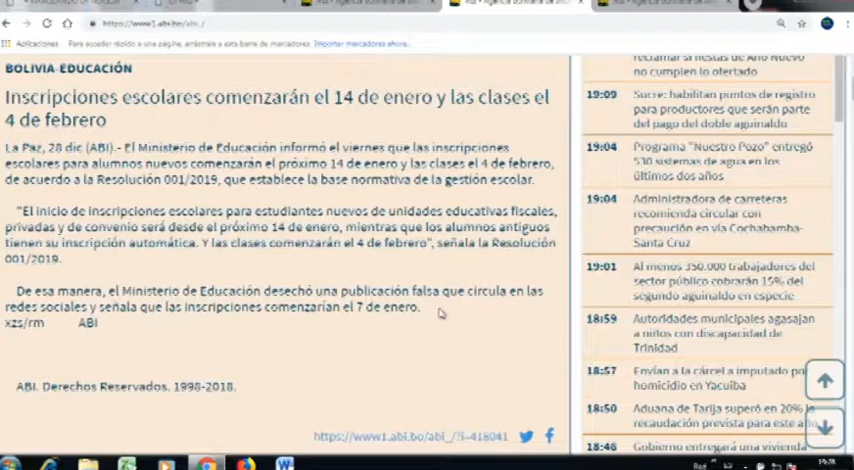 https://www1.abi.bo/abi_/
Aplicaciones
Para acceder rápido a una página, arrástrala a esta barra de marcadores. Importar marcadores ahora...
BOLIVIA-EDUCACIÓN
Inscripciones escolares comenzarán el 14 de enero y las clases el
4 de febrero
La Paz, 28 dic (ABI).- El Ministerio de Educación informó el viernes que las inscripciones
escolares para alumnos nuevos comenzarán el próximo 14 de enero y las clases el 4 de febrero,
de acuerdo a la Resolución 001/2019, que establece la base normativa de la gestión escolar.
"El inicio de inscripciones escolares para estudiantes nuevos de unidades educativas fiscales,
privadas y de convenio será desde el próximo 14 de enero, mientras que los alumnos antiguos
tienen su inscripción automática. Y las clases comenzarán el 4 de febrero", señala la Resolución
001/2019.
De esa manera, el Ministerio de Educación desechó una publicación falsa que circula en las
redes sociales y señala que las inscripciones comenzarían el 7 de enero.
xzs/rm ABI
ABI. Derechos Reservados. 1998-2018.
https://www1.abi.bo/abi_/?i=418041
reclamar si fiestas de Año Nuevo
no cumplen lo ofertado
19:09 Sucre: habilitan puntos de registro
para productores que serán parte
del pago del doble aguinaldo
19:04 Programa "Nuestro Pozo" entregó
530 sistemas de agua en los
últimos dos años
19:04 Administradora de carreteras
recomienda circular con
precaución en vía Cochabamba-
Santa Cruz
19:01 Al menos 350.000 trabajadores del
sector público cobrarán 15% del
segundo aguinaldo en especie
18:59 Autoridades municipales agasajan
a niños con discapacidad de
Trinidad
18:57 Envían a la cárcel a imputado por
homicidio en Yacuiba
18:50 Aduana de Tarija superó en 20% la
recaudación prevista para este año
18:46 Gobierno entregará una vivienda